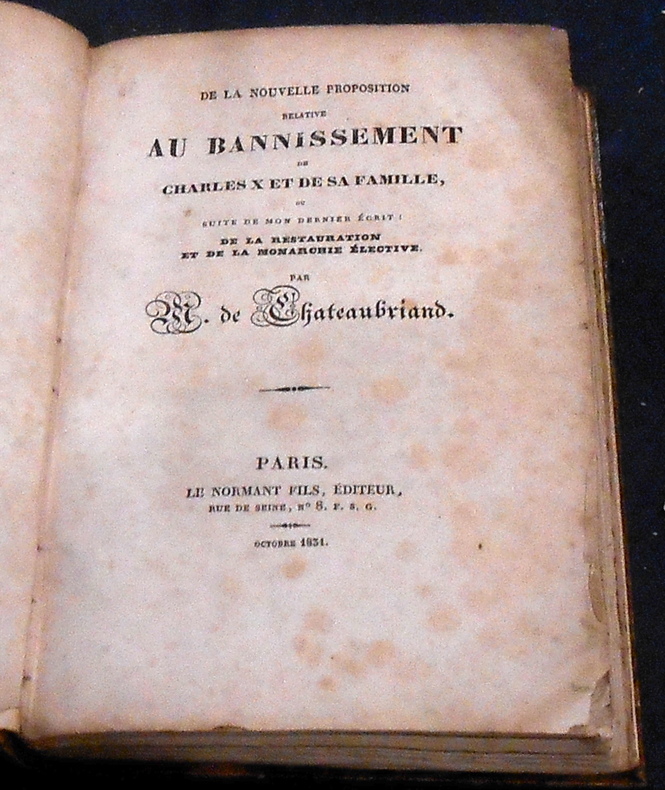 DE LA NOUVELLE PROPOSITION
RELATIVE
AU BANNISSEMENT
DE
CHARLES X ET DE SA FAMILLE,
OU
SUITE DE MON DERNIER ÉCRIT :
DE LA RESTAURATION
ET DE LA MONARCHIE ÉLECTIVE.
PAR
M. de Chateaubriand.
PARIS.
LE NORMANT FILS, ÉDITEUR,
RUE DE SEINE, Nº 8. F. S. G.
OCTOBRE 1831.